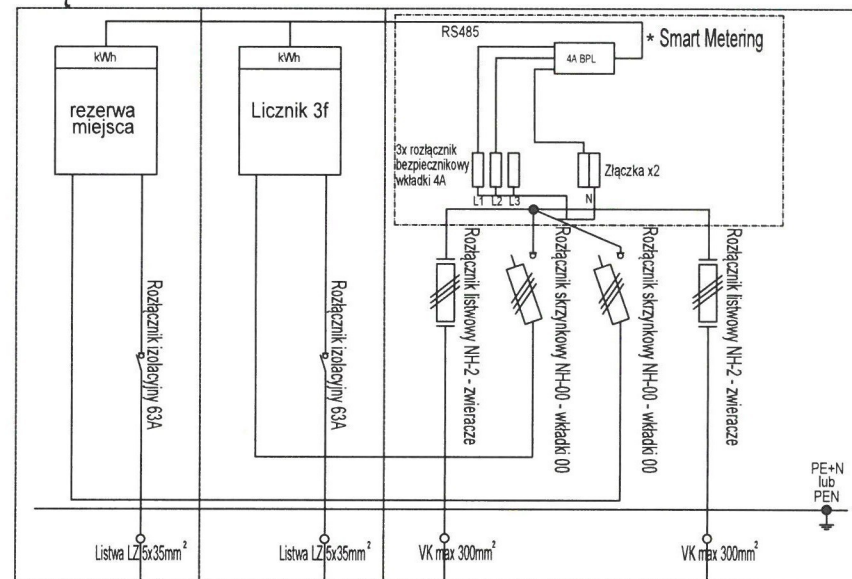 RS485
* Smart Metering
kWh
kWh
4A BPL
rezerwa
miejsca
Licznik 3f
3x rozłącznik
bezpiecznikowy
wkładki 4A
Złączka x2
L1
L2
L3
N
Rozłącznik izolacyjny 63A
Rozłącznik izolacyjny 63A
Rozłącznik listwowy NH-2 - zwieracze
Rozłącznik skrzynkowy NH-00 - wkładki 00
Rozłącznik skrzynkowy NH-00 - wkładki 00
Rozłącznik listwowy NH-2 - zwieracze
PE+N
lub
PEN
Listwa LZ 5x35mm²
Listwa LZ 5x35mm²
VK max 300mm²
VK max 300mm²